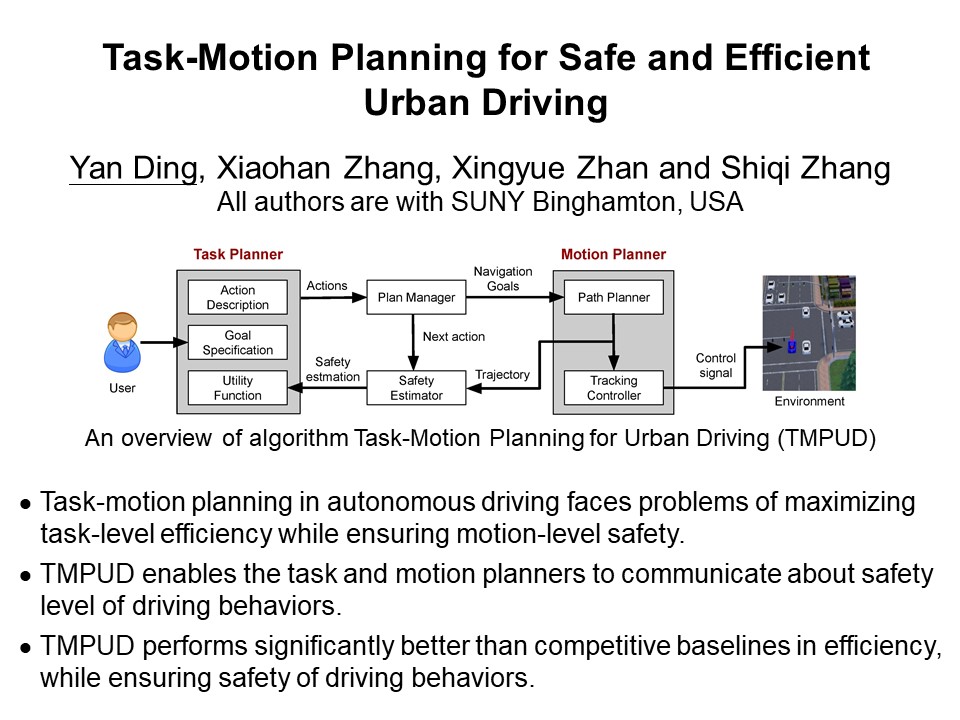 Task-Motion Planning for Safe and Efficient
Urban Driving
Yan Ding, Xiaohan Zhang, Xingyue Zhan and Shiqi Zhang
All authors are with SUNY Binghamton, USA
Task Planner
Motion Planner
Action
Description
Goal
Specification
Utility
Function
User
Actions
Plan Manager
Navigation
Goals
Path Planner
Next action
Safety
estmation
Safety
Estimator
Trajectory
Tracking
Controller
Control
signal
Environment
An overview of algorithm Task-Motion Planning for Urban Driving (TMPUD)
• Task-motion planning in autonomous driving faces problems of maximizing
task-level efficiency while ensuring motion-level safety.
• TMPUD enables the task and motion planners to communicate about safety
level of driving behaviors.
• TMPUD performs significantly better than competitive baselines in efficiency,
while ensuring safety of driving behaviors.